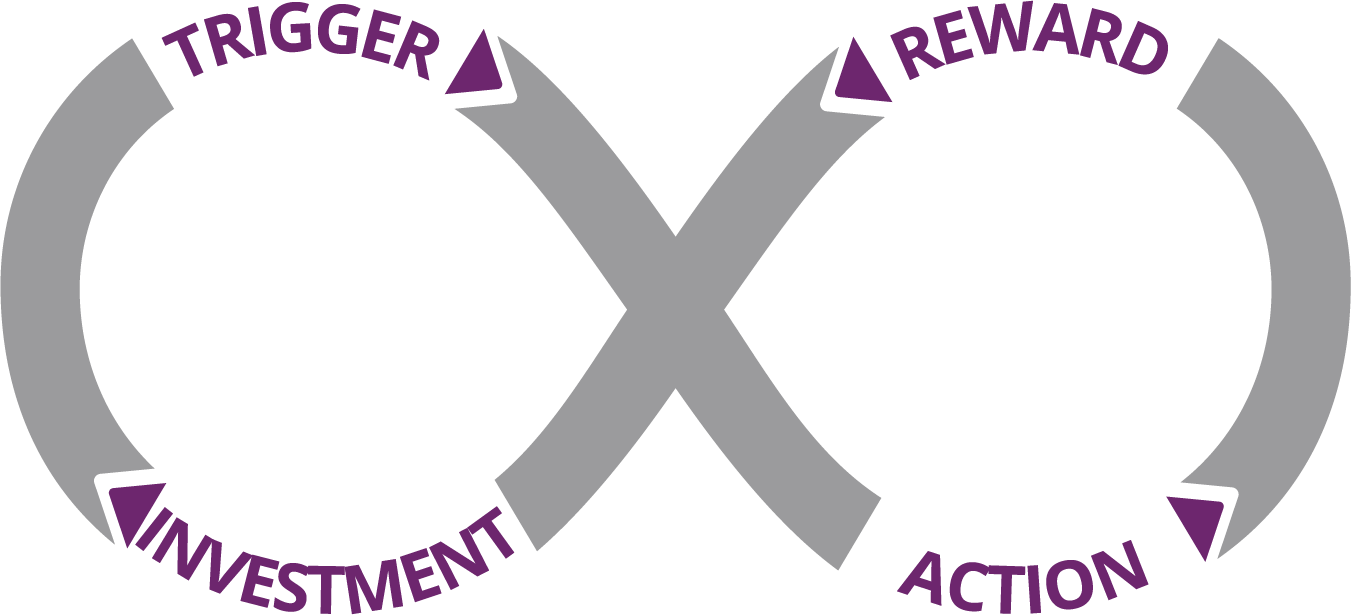 TRIGGER
REWARD
INVESTMENT
ACTION